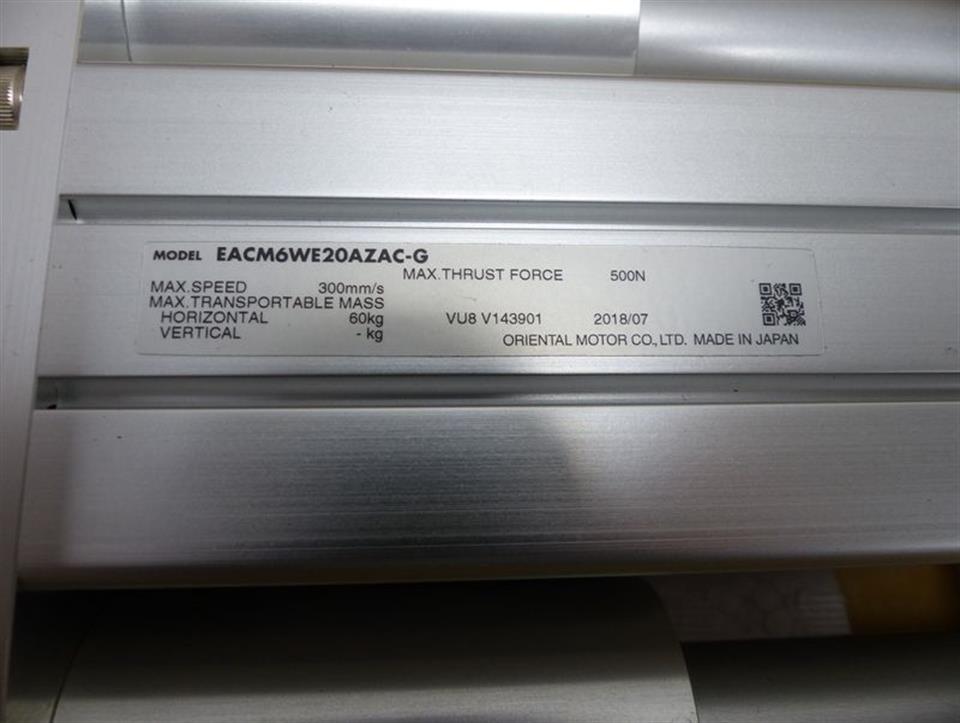 MODEL EACM6WE20AZAC-G
MAX.THRUST FORCE 500N
MAX.SPEED 300mm/s
MAX.TRANSPORTABLE MASS
HORIZONTAL 60kg VU8 V143901 2018/07
VERTICAL - kg ORIENTAL MOTOR CO.,LTD. MADE IN JAPAN